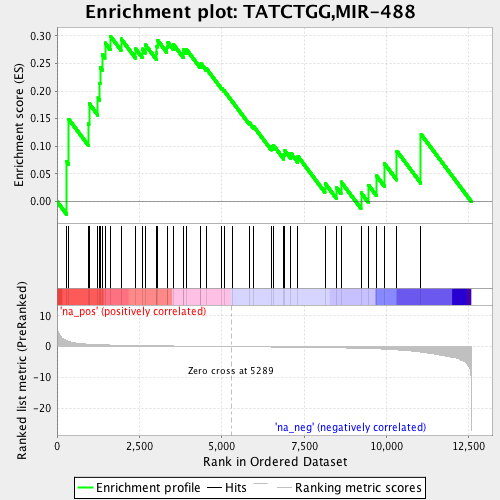 Enrichment plot: TATCTGG,MIR-488
Enrichment score (ES)
0.30
0.25
0.20
0.15
0.10
0.05
0.00
'na_pos' (positively correlated)
Ranked list metric (PreRanked)
10
5
0
-5
-10
-20
Zero cross at 5289
'na_neg' (negatively correlated)
0
2,500
5,000
7,500
10,000
12,500
Rank in Ordered Dataset
Enrichment profile
Hits
Ranking metric scores